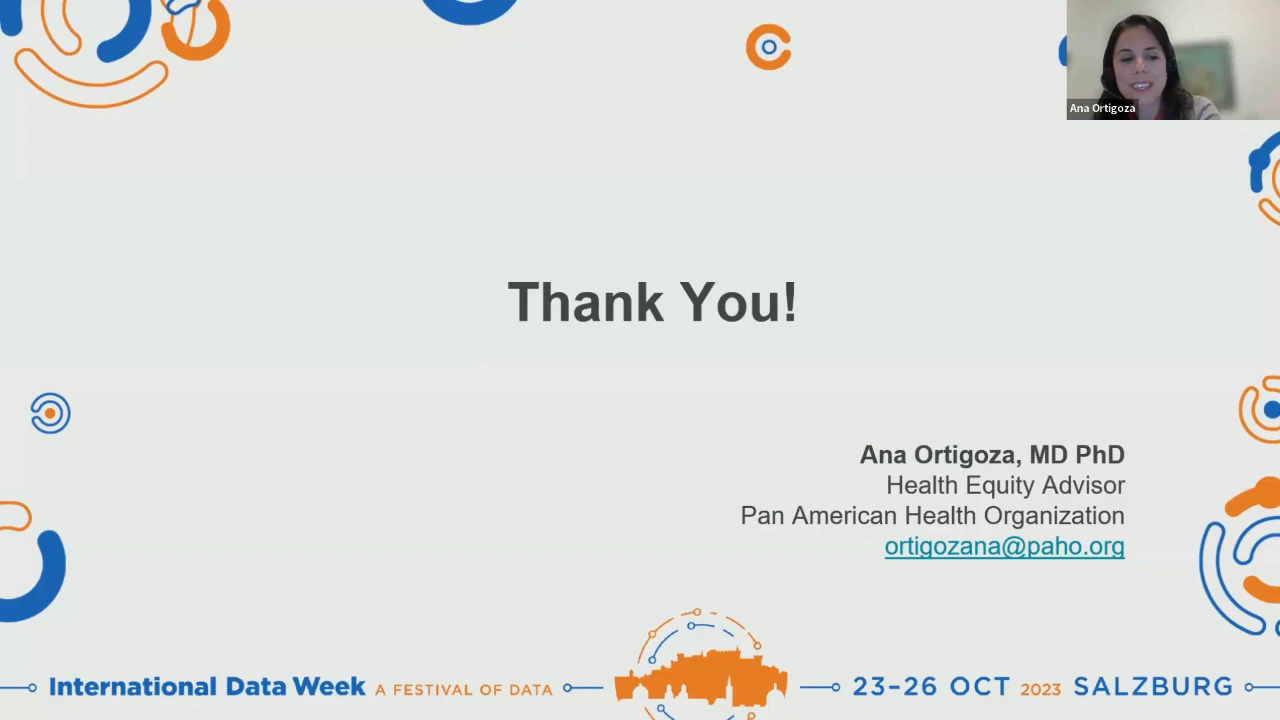 Ana Ortigoza
Thank You!
Ana Ortigoza, MD PhD
Health Equity Advisor
Pan American Health Organization
ortigozana@paho.org
International Data Week A FESTIVAL OF DATA 23-26 OCT 2023 SALZBURG